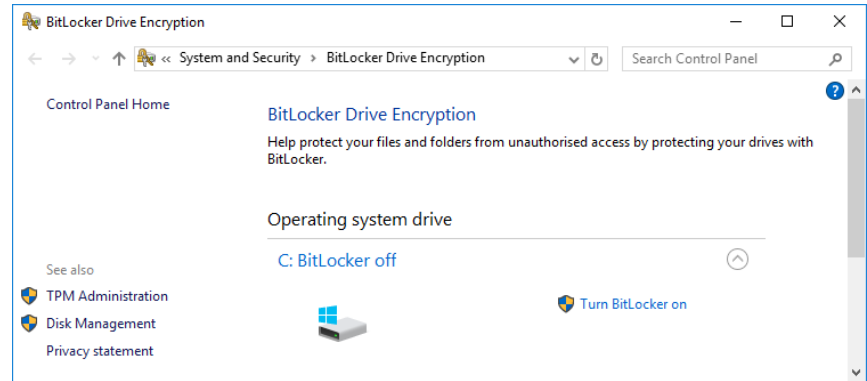 BitLocker Drive Encryption
« System and Security > BitLocker Drive Encryption
Search Control Panel
Control Panel Home
?
BitLocker Drive Encryption
Help protect your files and folders from unauthorised access by protecting your drives with
BitLocker.
Operating system drive
C: BitLocker off
Turn BitLocker on
See also
TPM Administration
Disk Management
Privacy statement